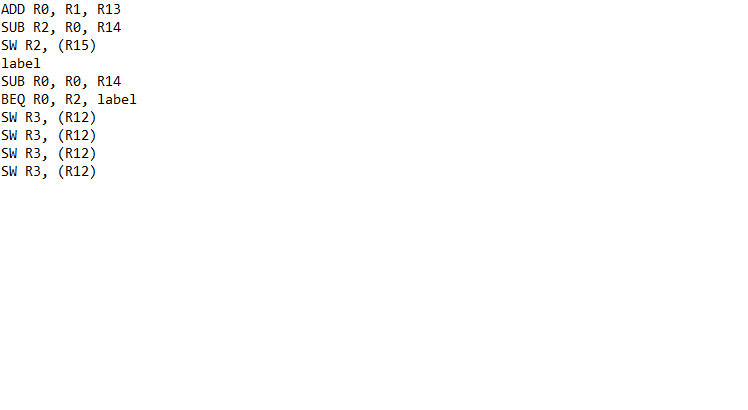 ADD R0, R1, R13
SUB R2, R0, R14
SW R2, (R15)
label
SUB R0, R0, R14
BEQ R0, R2, label
SW R3, (R12)
SW R3, (R12)
SW R3, (R12)
SW R3, (R12)